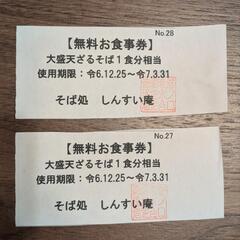 No.28
【無料お食事券】
大盛天ざるそば1食分相当
使用期限：令6.12.25～令7.3.31
そば処 しんすい庵
No.27
【無料お食事券】
大盛天ざるそば1食分相当
使用期限：令6.12.25～令7.3.31
そば処 しんすい庵